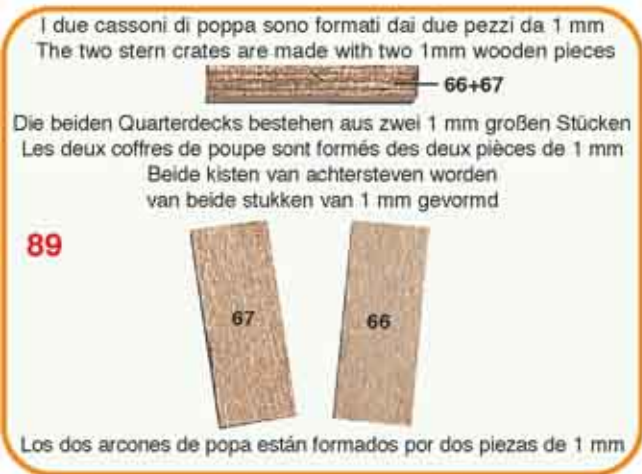 I due cassoni di poppa sono formati dai due pezzi da 1 mm
The two stern crates are made with two 1mm wooden pieces
66+67
Die beiden Quarterdecks bestehen aus zwei 1 mm großen Stücken
Les deux coffres de poupe sont formés des deux pièces de 1 mm
Beide kisten van achtersteven worden
van beide stukken van 1 mm gevormd
89
67
66
Los dos arcones de popa están formados por dos piezas de 1 mm